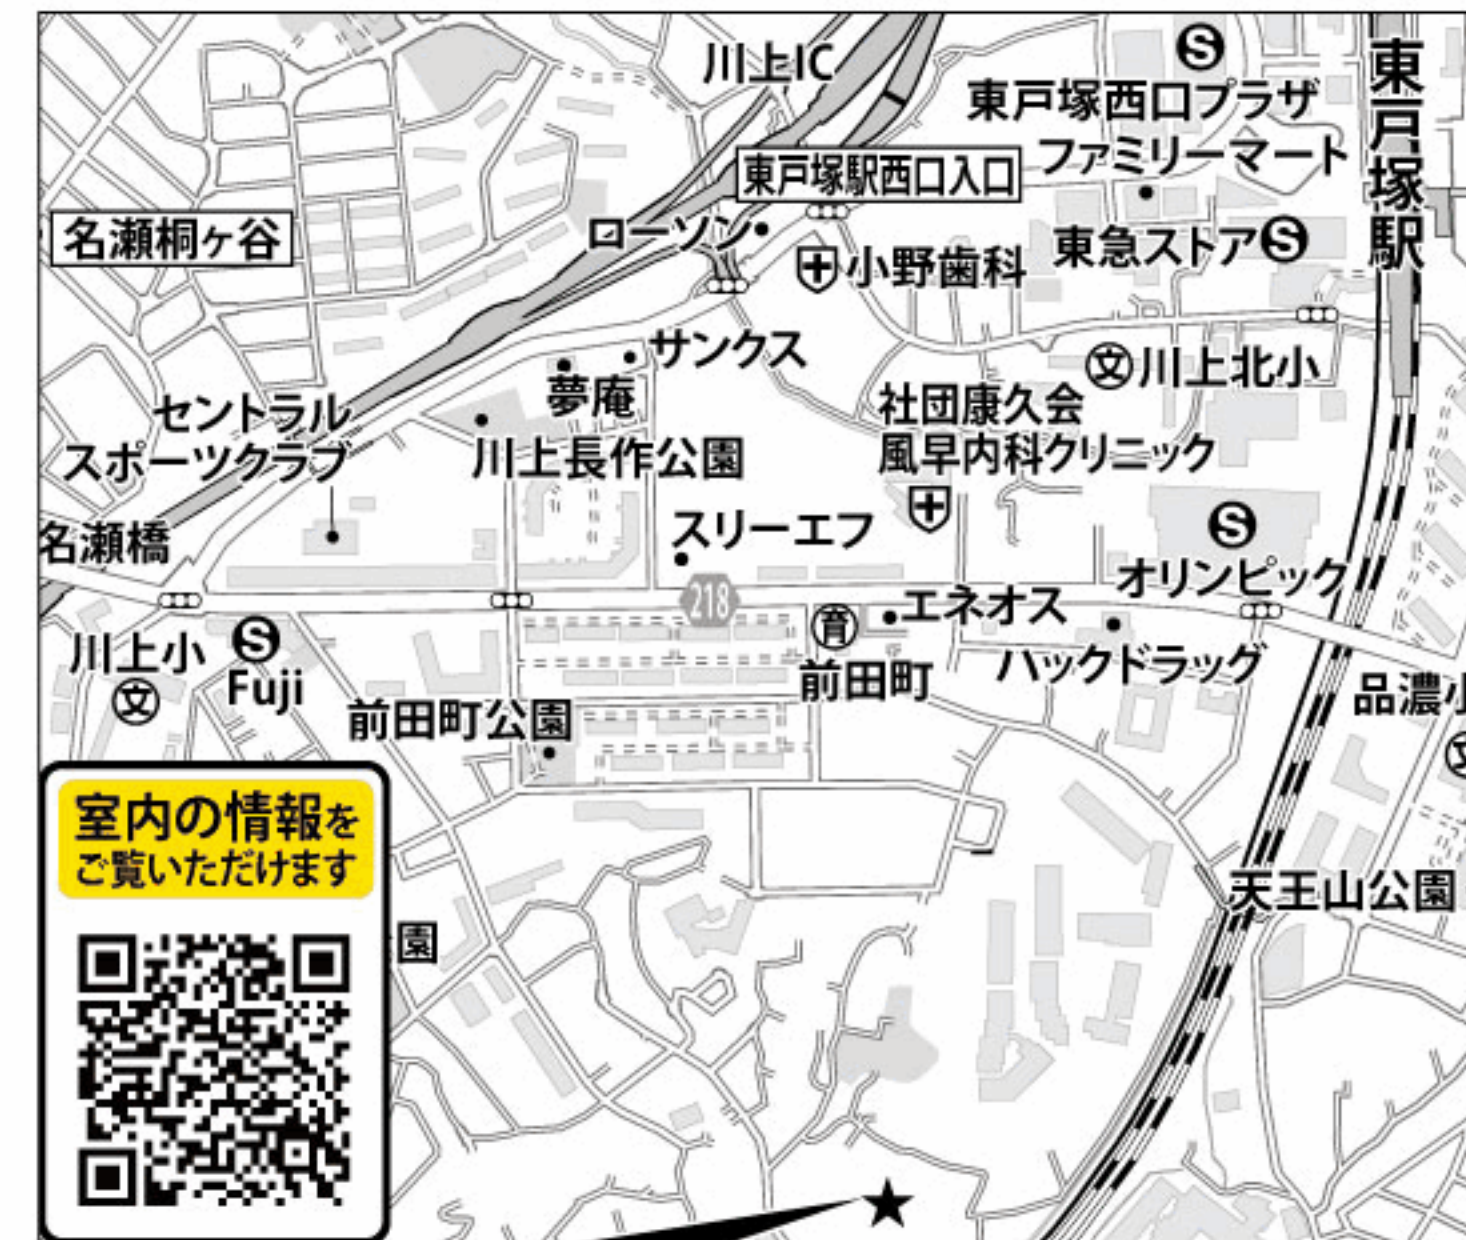 川上IC
Ⓢ
東戸塚西口プラザ
ファミリーマート
東戸塚駅
東戸塚駅西口入口
名瀬桐ヶ谷
ローソン
小野歯科
東急ストアⓈ
サンクス
夢庵
文川上北小
セントラル
スポーツクラブ
川上長作公園
社団康久会
風早内科クリニック
名瀬橋
スリーエフ
Ⓢ
オリンピック
218
育
エネオス
川上小
文
Ⓢ
Fuji
前田町
ハックドラッグ
品濃小
文
前田町公園
室内の情報を
ご覧いただけます
天王山公園
園